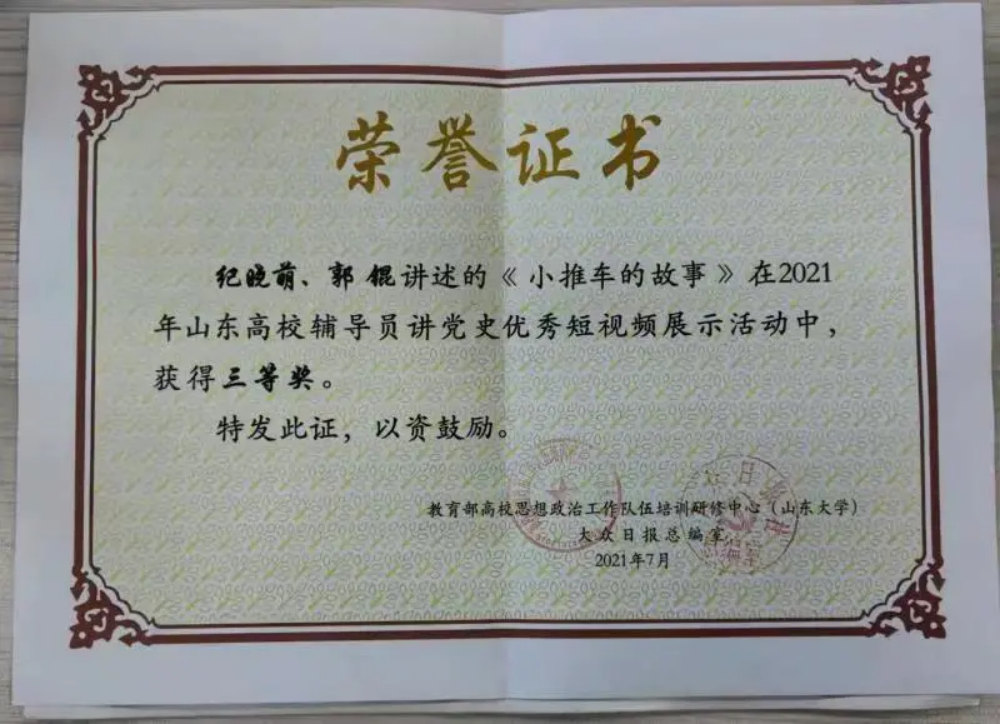 荣誉证书
纪晓萌、郭锟讲述的《小推车的故事》在2021
年山东高校辅导员讲党史优秀短视频展示活动中，
获得三等奖。
特发此证，以资鼓励。
教育部高校思想政治工作队伍培训研修中心（山东大学）
大众日报总编室
2021年7月